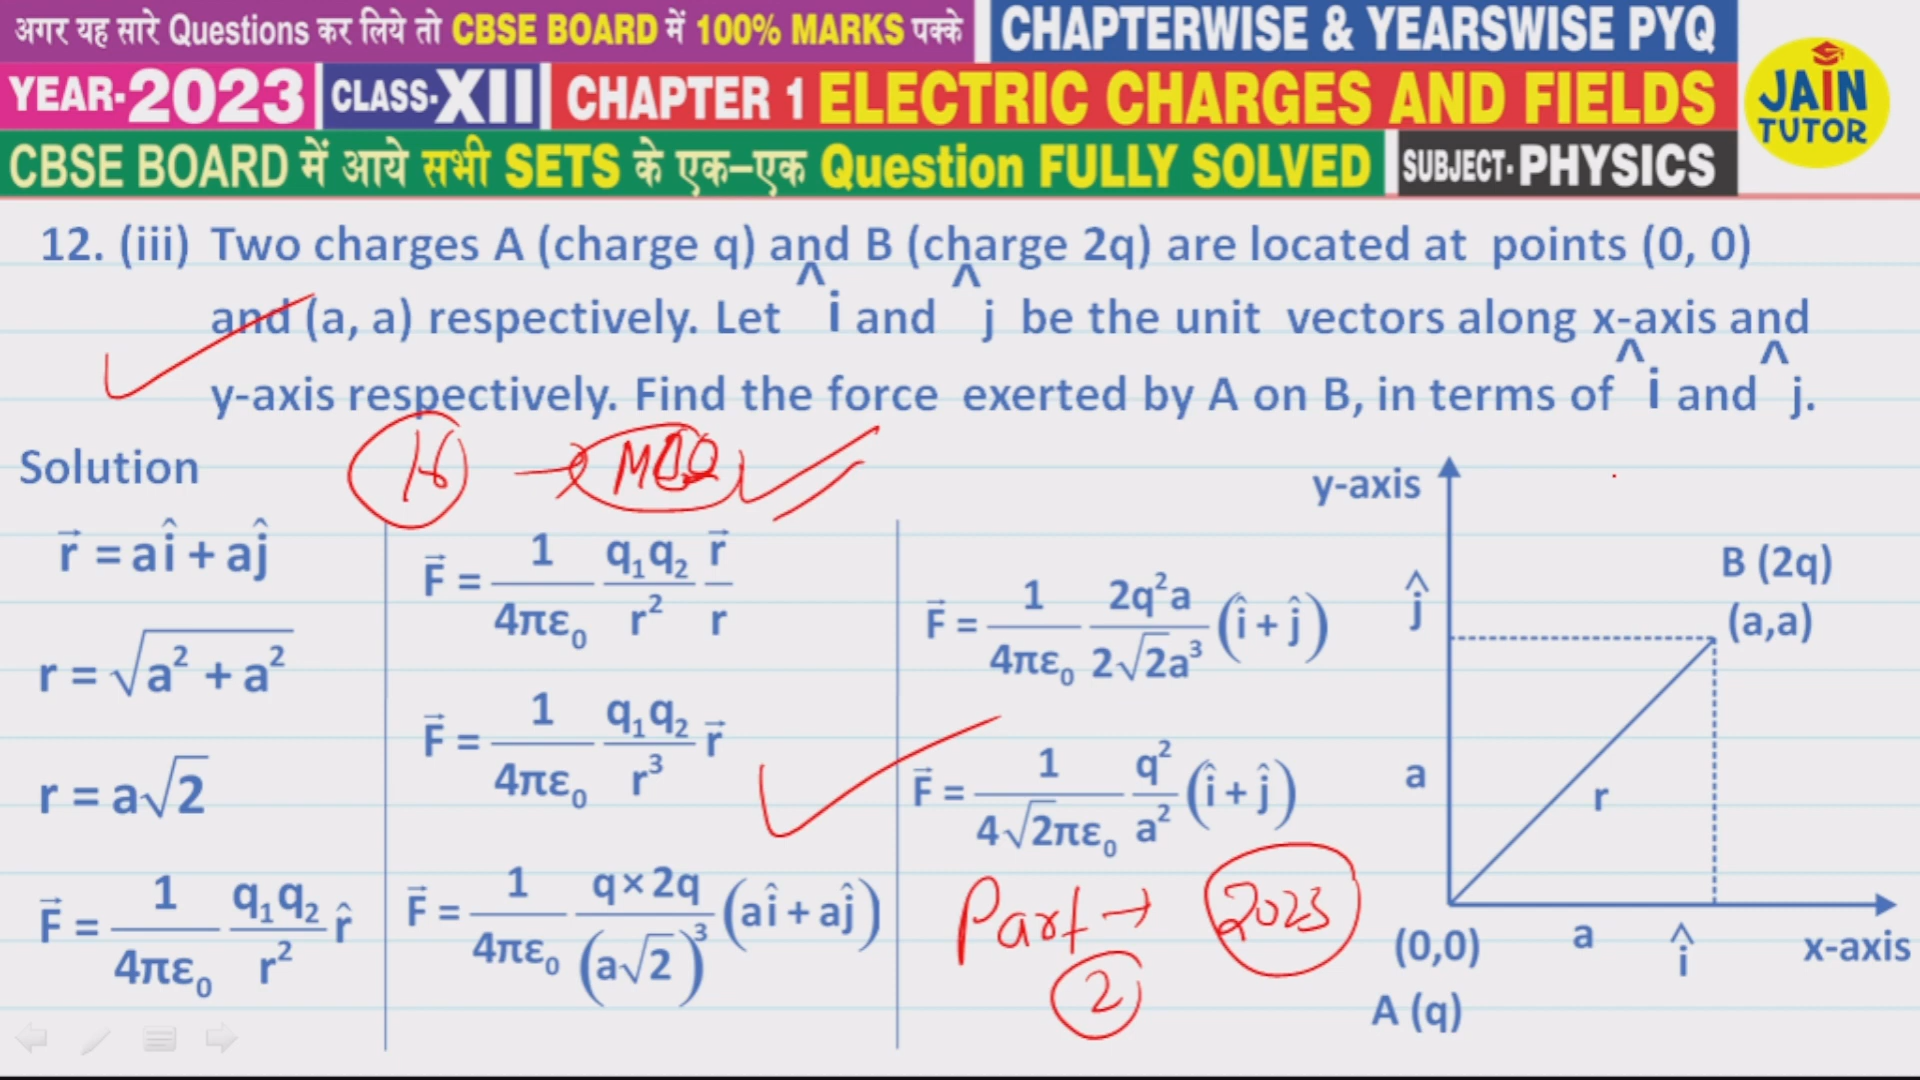 अगर यह सारे Questions कर लिये तो CBSE BOARD में 100% MARKS पक्के
CHAPTERWISE & YEARSWISE PYQ
YEAR-2023 CLASS-XII CHAPTER 1 ELECTRIC CHARGES AND FIELDS
JAIN TUTOR
CBSE BOARD में आये सभी SETS के एक–एक Question FULLY SOLVED SUBJECT- PHYSICS
12. (iii) Two charges A (charge q) and B (charge 2q) are located at points (0, 0)
and (a, a) respectively. Let ^i and ^j be the unit vectors along x-axis and
y-axis respectively. Find the force exerted by A on B, in terms of ^i and ^j.
Solution
→ MCQ
r⃗ = aî + aĵ
r = √(a² + a²)
r = a√2
F⃗ = 1/4πε₀ q₁q₂/r² r̂
F⃗ = 1/4πε₀ q₁q₂/r² r⃗/r
F⃗ = 1/4πε₀ q₁q₂/r³ r⃗
F⃗ = 1/4πε₀ q×2q/(a√2)³ (aî + aĵ)
F⃗ = 1/4πε₀ 2q²a/2√2a³ (î + ĵ)
F⃗ = 1/4√2πε₀ q²/a² (î + ĵ)
Part → 2023
2
y-axis
B (2q)
ĵ
(a,a)
a
r
(0,0)
a
î
x-axis
A (q)